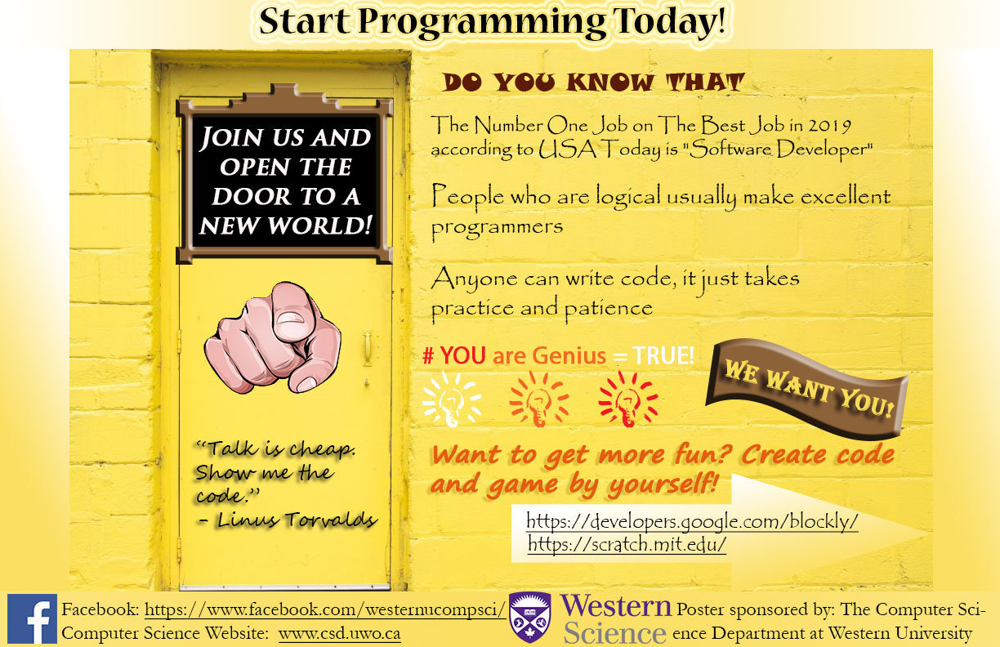 Start Programming Today!
JOIN US AND
OPEN THE
DOOR TO A
NEW WORLD!
"Talk is cheap.
Show me the
code."
- Linus Torvalds
DO YOU KNOW THAT
The Number One Job on The Best Job in 2019
according to USA Today is "Software Developer"
People who are logical usually make excellent
programmers
Anyone can write code, it just takes
practice and patience
# YOU are Genius = TRUE!
WE WANT YOU!
Want to get more fun? Create code
and game by yourself!
https://developers.google.com/blockly/
https://scratch.mit.edu/
f
Facebook: https://www.facebook.com/westernucompsci/
Computer Science Website: www.csd.uwo.ca
Western
Science
Poster sponsored by: The Computer Sci-
ence Department at Western University